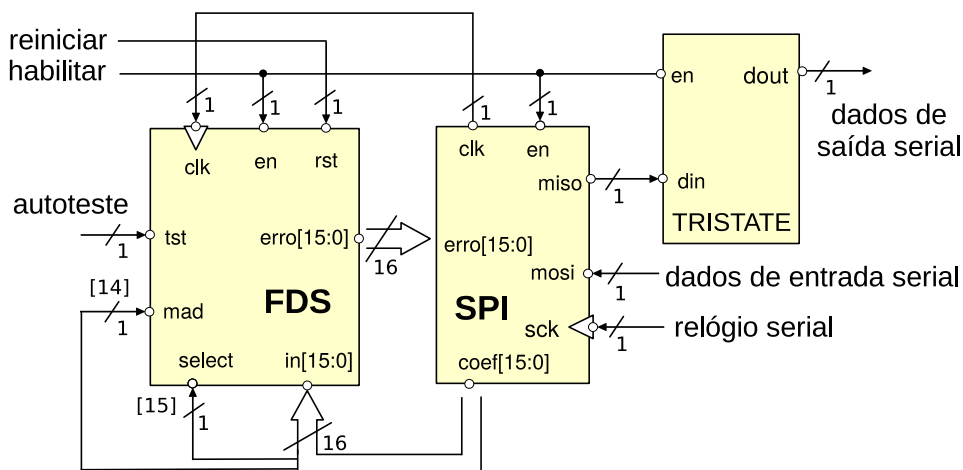 reiniciar
habilitar
1
1
1
1
1
clk
en
rst
clk
en
en
dout
1
dados de
saída serial
miso
1
din
TRISTATE
autoteste
1
tst
erro[15:0]
16
erro[15:0]
mosi
1
dados de entrada serial
[14]
1
mad
FDS
SPI
sck
1
relógio serial
select
in[15:0]
coef[15:0]
[15]
1
16